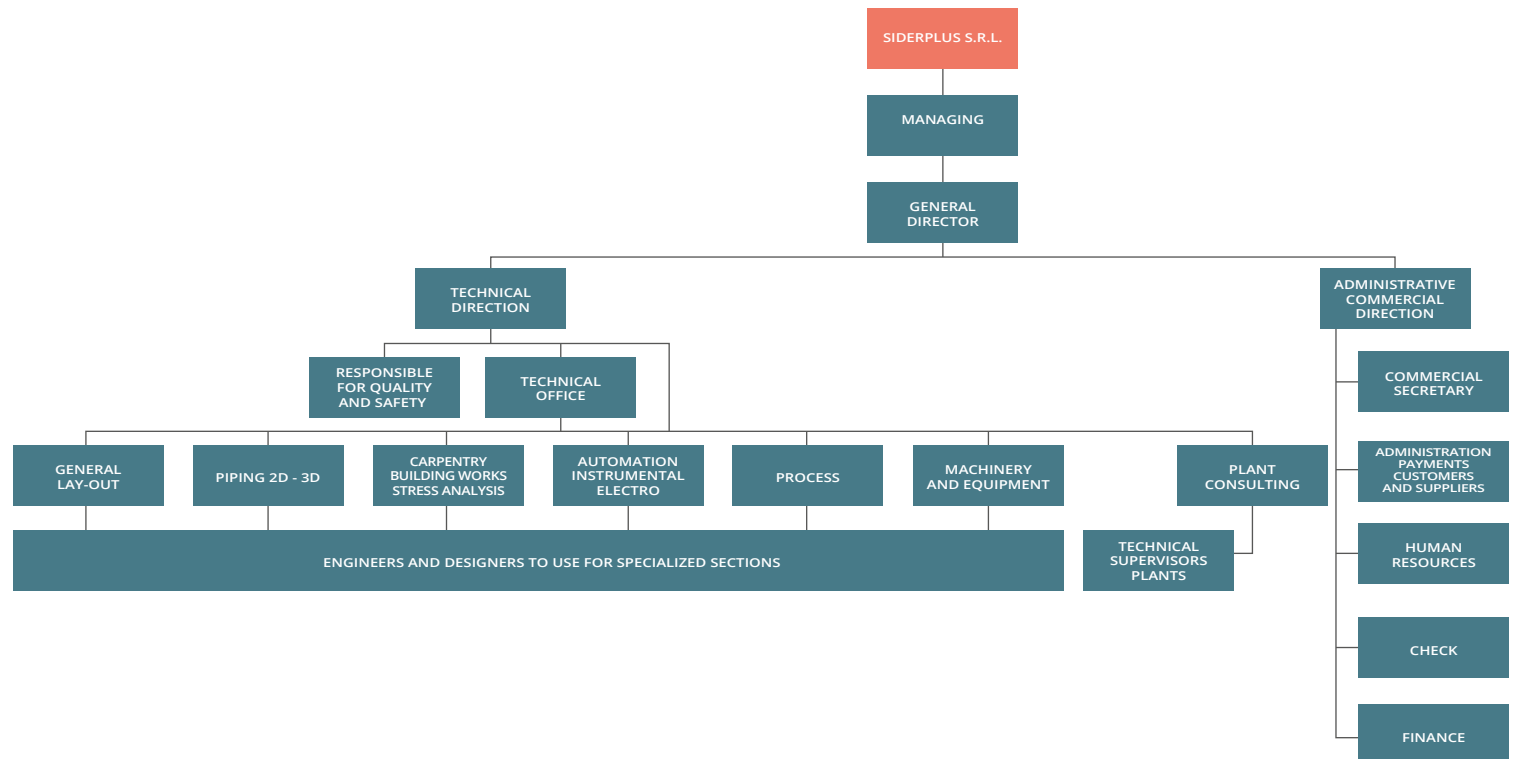 SIDERPLUS S.R.L.
MANAGING
GENERAL
DIRECTOR
TECHNICAL
DIRECTION
ADMINISTRATIVE
COMMERCIAL
DIRECTION
RESPONSIBLE
FOR QUALITY
AND SAFETY
TECHNICAL
OFFICE
COMMERCIAL
SECRETARY
GENERAL
LAY-OUT
PIPING 2D - 3D
CARPENTRY
BUILDING WORKS
STRESS ANALYSIS
AUTOMATION
INSTRUMENTAL
ELECTRO
PROCESS
MACHINERY
AND EQUIPMENT
PLANT
CONSULTING
ADMINISTRATION
PAYMENTS
CUSTOMERS
AND SUPPLIERS
ENGINEERS AND DESIGNERS TO USE FOR SPECIALIZED SECTIONS
TECHNICAL
SUPERVISORS
PLANTS
HUMAN
RESOURCES
CHECK
FINANCE